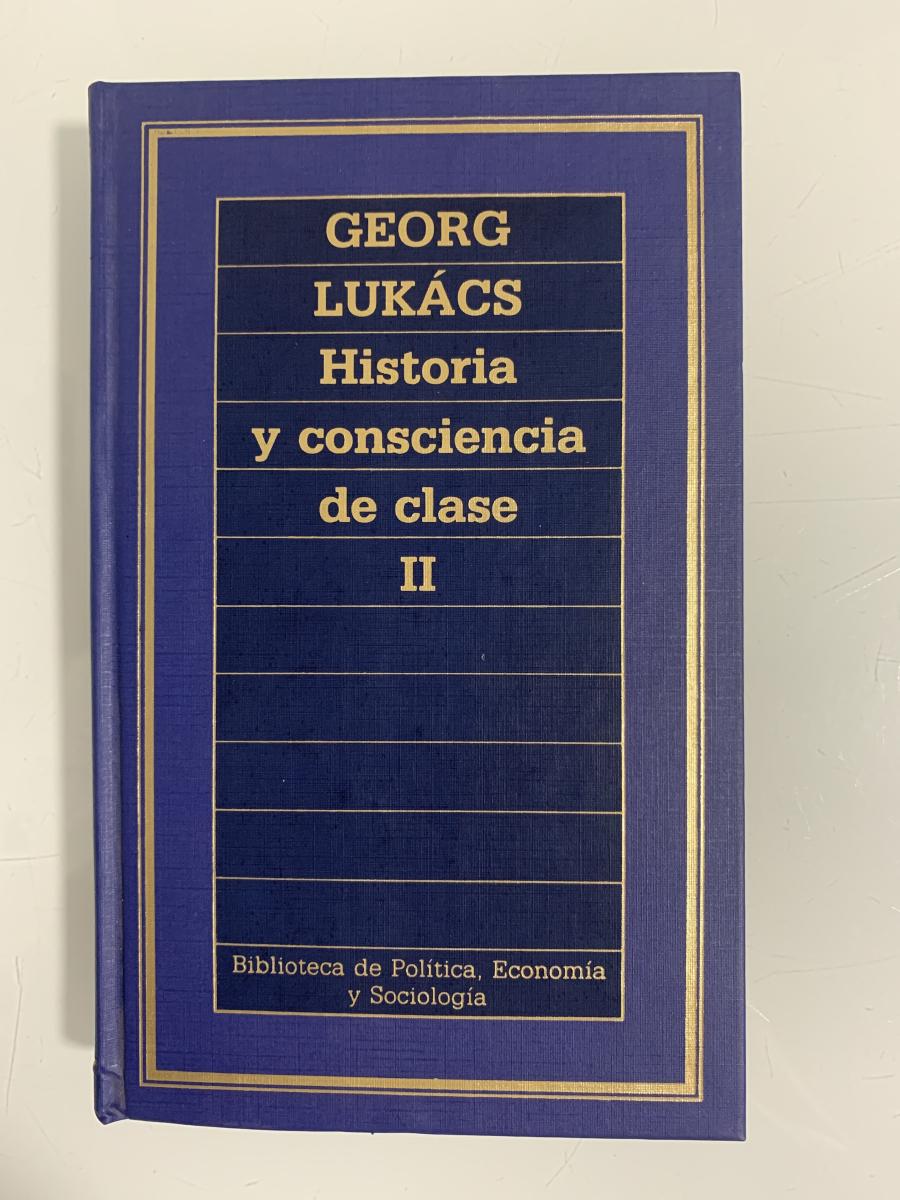 GEORG
LUKÁCS
Historia
y consciencia
de clase
II
Biblioteca de Política, Economía
y Sociología